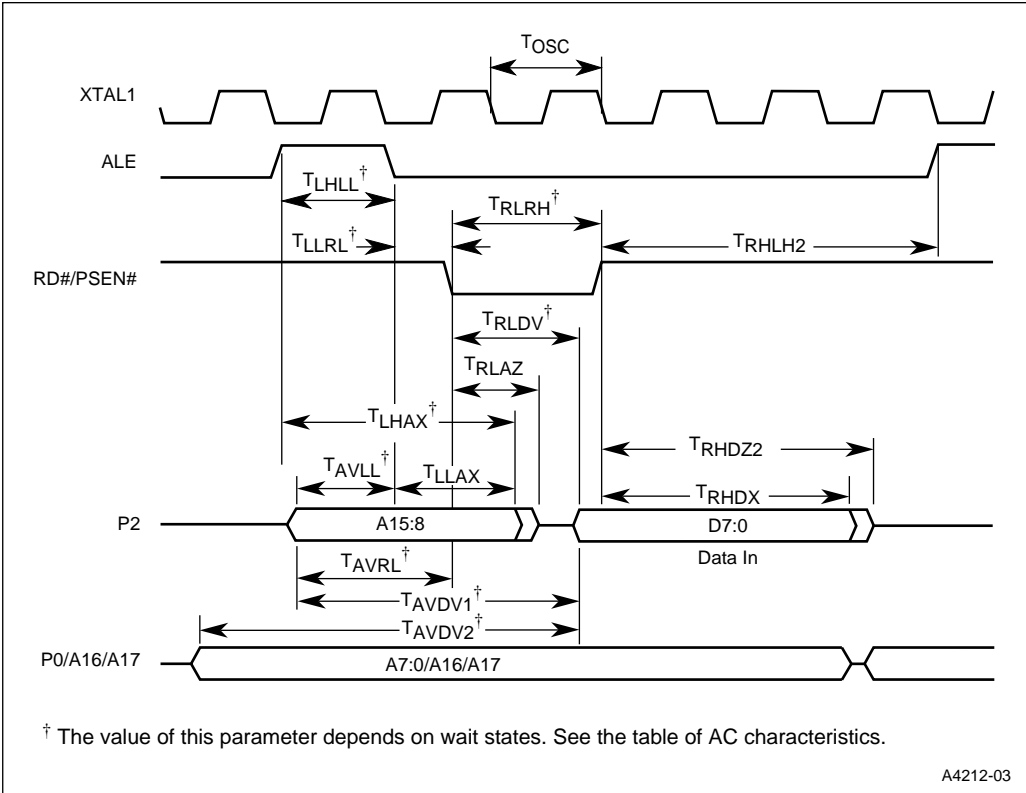 TOSC
XTAL1
ALE
TLHLL†
TRLRH†
TLLRL†
TRHLH2
RD#/PSEN#
TRLDV†
TRLAZ
TLHAX†
TRHDZ2
TAVLL†
TLLAX
TRHDX
P2
A15:8
D7:0
Data In
TAVRL†
TAVDV1†
TAVDV2†
P0/A16/A17
A7:0/A16/A17
† The value of this parameter depends on wait states. See the table of AC characteristics.
A4212-03